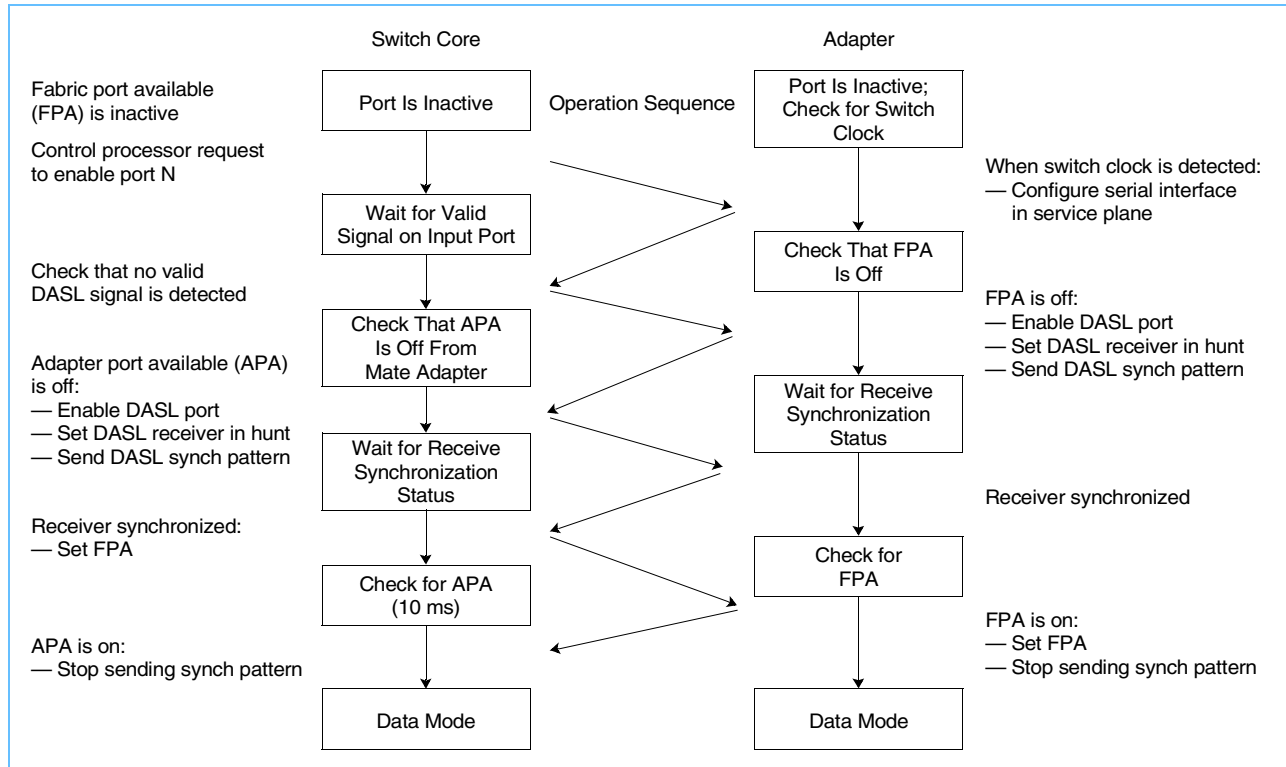 Switch Core
Adapter
Fabric port available
(FPA) is inactive
Port Is Inactive
Operation Sequence
Port Is Inactive;
Check for Switch
Clock
Control processor request
to enable port N
When switch clock is detected:
— Configure serial interface
in service plane
Wait for Valid
Signal on Input Port
Check That FPA
Is Off
Check that no valid
DASL signal is detected
FPA is off:
— Enable DASL port
— Set DASL receiver in hunt
— Send DASL synch pattern
Check That APA
Is Off From
Mate Adapter
Adapter port available (APA)
is off:
— Enable DASL port
— Set DASL receiver in hunt
— Send DASL synch pattern
Wait for Receive
Synchronization
Status
Wait for Receive
Synchronization
Status
Receiver synchronized
Receiver synchronized:
— Set FPA
Check for
FPA
Check for APA
(10 ms)
FPA is on:
— Set FPA
— Stop sending synch pattern
APA is on:
— Stop sending synch pattern
Data Mode
Data Mode